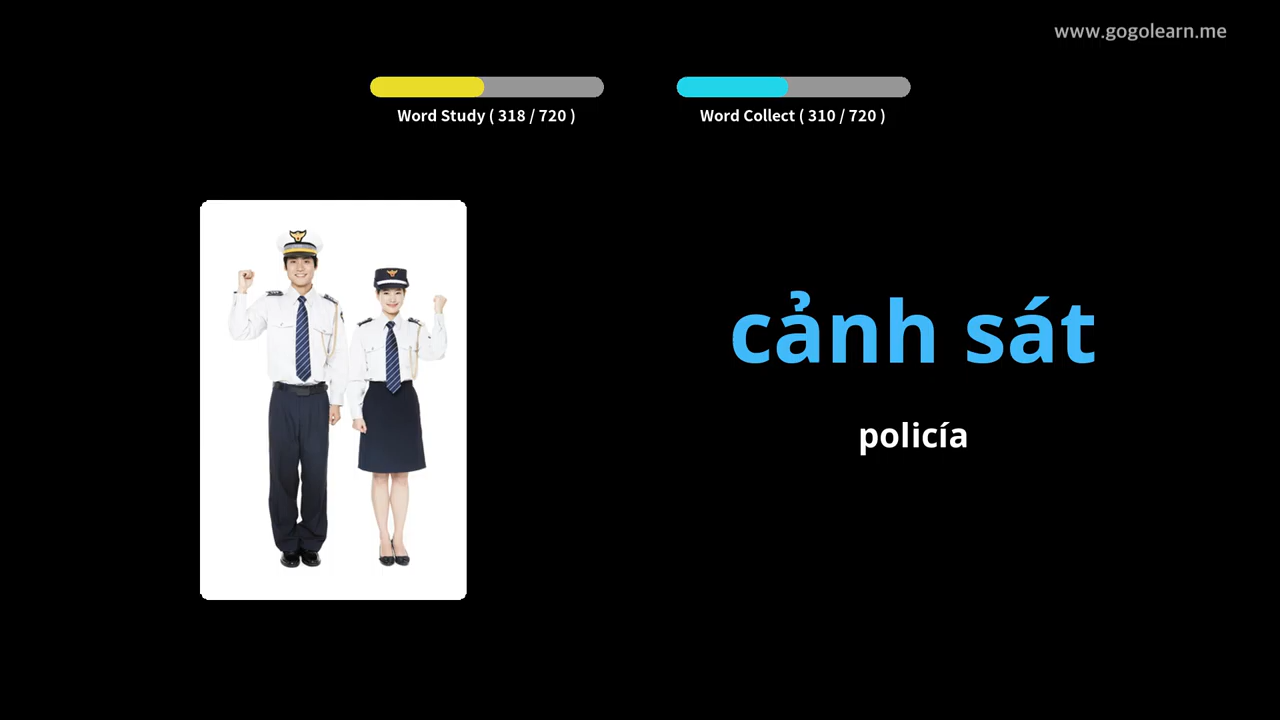 www.gogolearn.me
Word Study ( 318 / 720 )
Word Collect ( 310 / 720 )
cảnh sát
policía